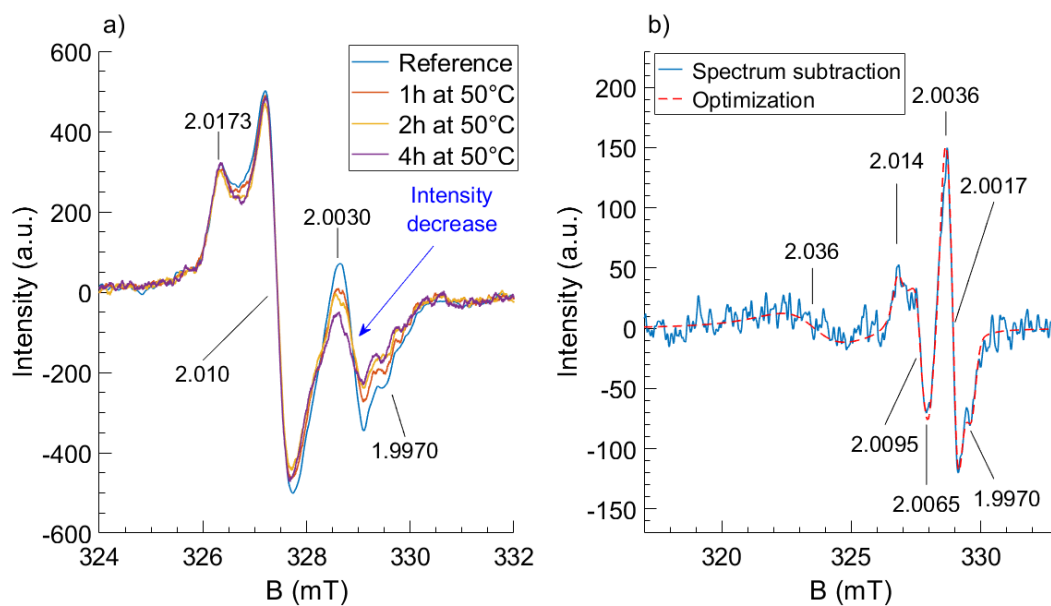 a)
600
400
200
0
-200
-400
-600
324
326
328
330
332
B (mT)
Intensity (a.u.)
Reference
1h at 50°C
2h at 50°C
4h at 50°C
2.0173
2.0030
Intensity
decrease
2.010
1.9970
b)
200
150
100
50
0
-50
-100
-150
320
325
330
B (mT)
Intensity (a.u.)
Spectrum subtraction
Optimization
2.0036
2.014
2.0017
2.036
2.0095
2.0065
1.9970